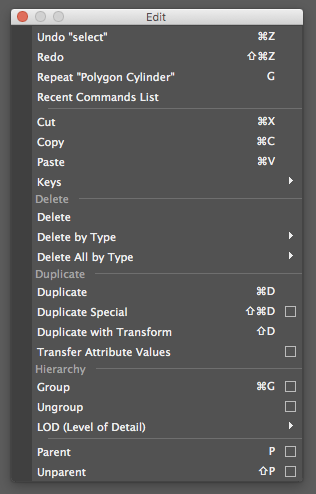 Edit
Undo "select" ⌘Z
Redo ⇧⌘Z
Repeat "Polygon Cylinder" G
Recent Commands List
Cut ⌘X
Copy ⌘C
Paste ⌘V
Keys
Delete
Delete
Delete by Type
Delete All by Type
Duplicate
Duplicate ⌘D
Duplicate Special ⇧⌘D
Duplicate with Transform ⇧D
Transfer Attribute Values
Hierarchy
Group ⌘G
Ungroup
LOD (Level of Detail)
Parent P
Unparent ⇧P